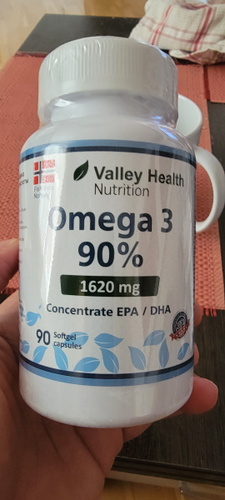 Valley Health
Nutrition
Omega 3
90%
1620 mg
Concentrate EPA / DHA
90 Softgel
capsules